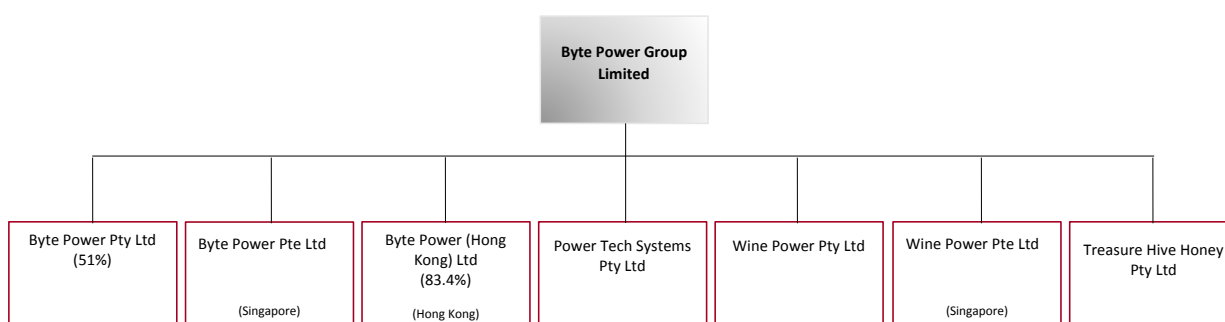 Byte Power Group
Limited
Byte Power Pty Ltd
(51%)
Byte Power Pte Ltd
(Singapore)
Byte Power (Hong
Kong) Ltd
(83.4%)
(Hong Kong)
Power Tech Systems
Pty Ltd
Wine Power Pty Ltd
Wine Power Pte Ltd
(Singapore)
Treasure Hive Honey
Pty Ltd